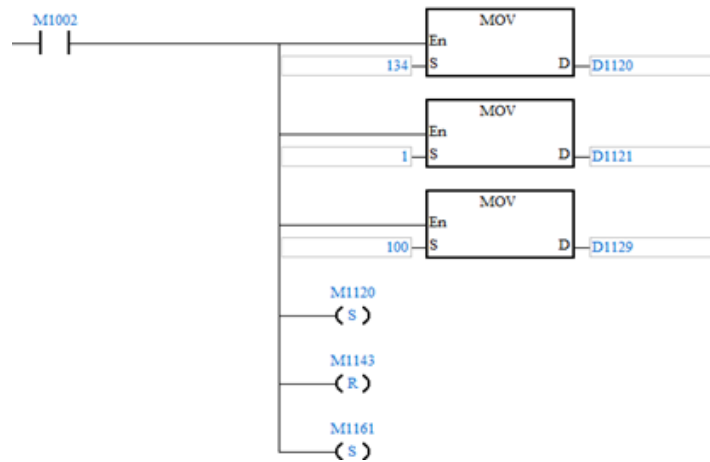 M1002
MOV
En
134 S D D1120
MOV
En
1 S D D1121
MOV
En
100 S D D1129
M1120
S
M1143
R
M1161
S